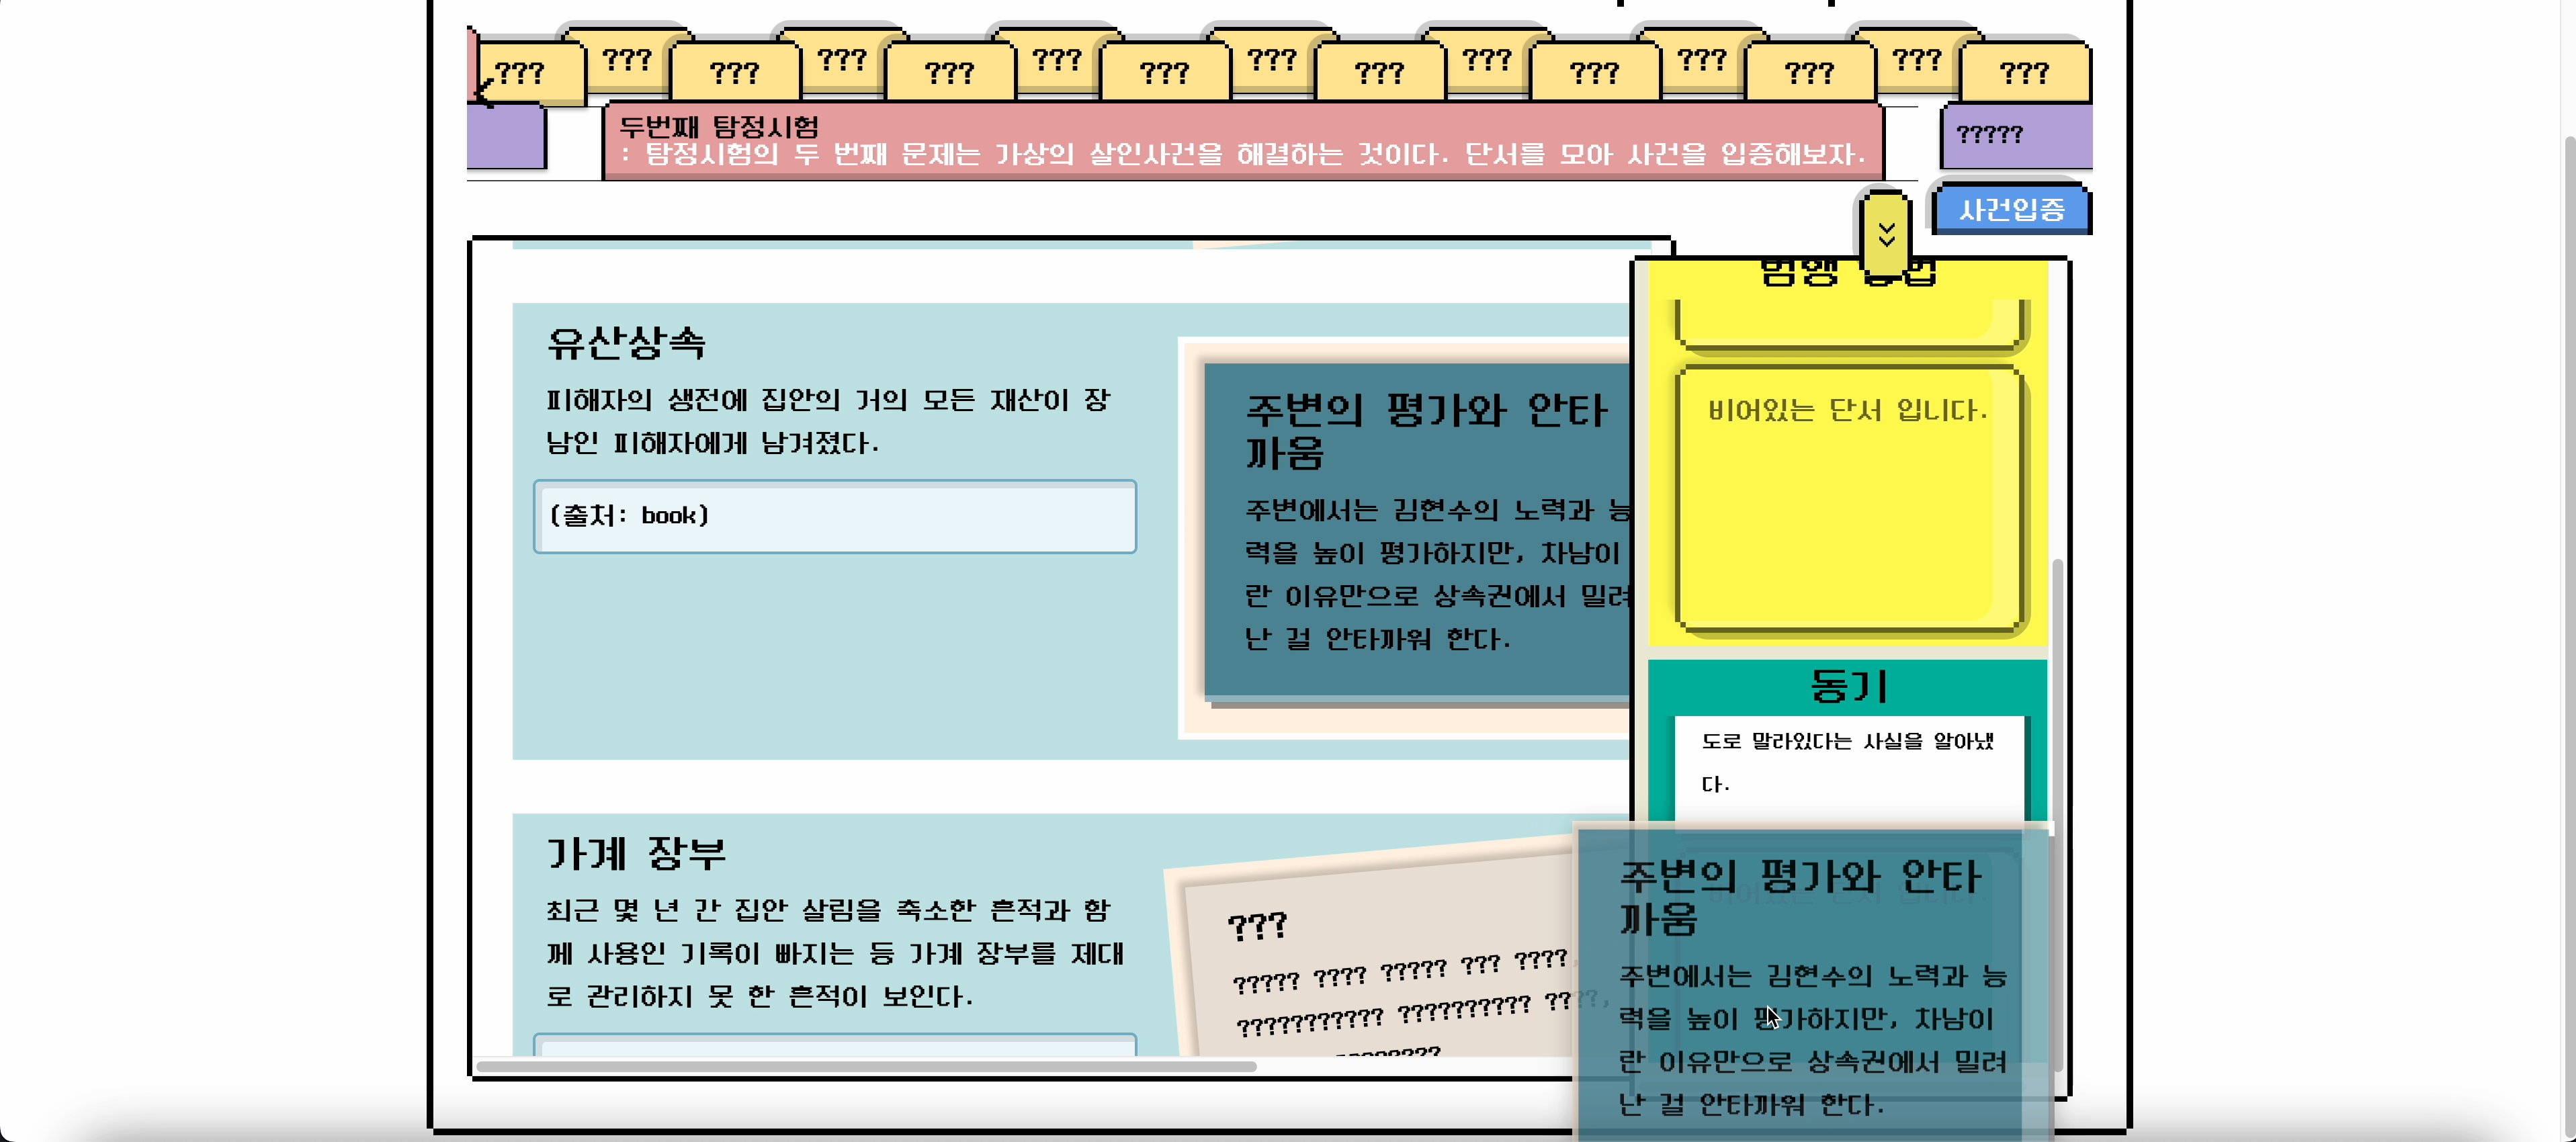 ??? ??? ??? ??? ??? ??? ??? ??? ??? ??? ??? ??? ??? ??? ???
두번째 탐정시험
: 탐정시험의 두 번째 문제는 가상의 살인사건을 해결하는 것이다. 단서를 모아 사건을 입증해보자.
?????
사건입증
유산상속
피해자의 생전에 집안의 거의 모든 재산이 장
남인 피해자에게 남겨졌다.
(출처: book)
주변의 평가와 안타
까움
주변에서는 김현수의 노력과 능
력을 높이 평가하지만, 차남이
란 이유만으로 상속권에서 밀려
난 걸 안타까워 한다.
범행
비어있는 단서 입니다.
동기
도로 말라있다는 사실을 알아냈
다.
가계 장부
최근 몇 년 간 집안 살림을 축소한 흔적과 함
께 사용인 기록이 빠지는 등 가계 장부를 제대
로 관리하지 못 한 흔적이 보인다.
???
????? ???? ????? ??? ????,
??????????? ?????????? ????,
????????
주변의 평가와 안타
까움
비어있는 단서 입니다.
주변에서는 김현수의 노력과 능
력을 높이 평가하지만, 차남이
란 이유만으로 상속권에서 밀려
난 걸 안타까워 한다.